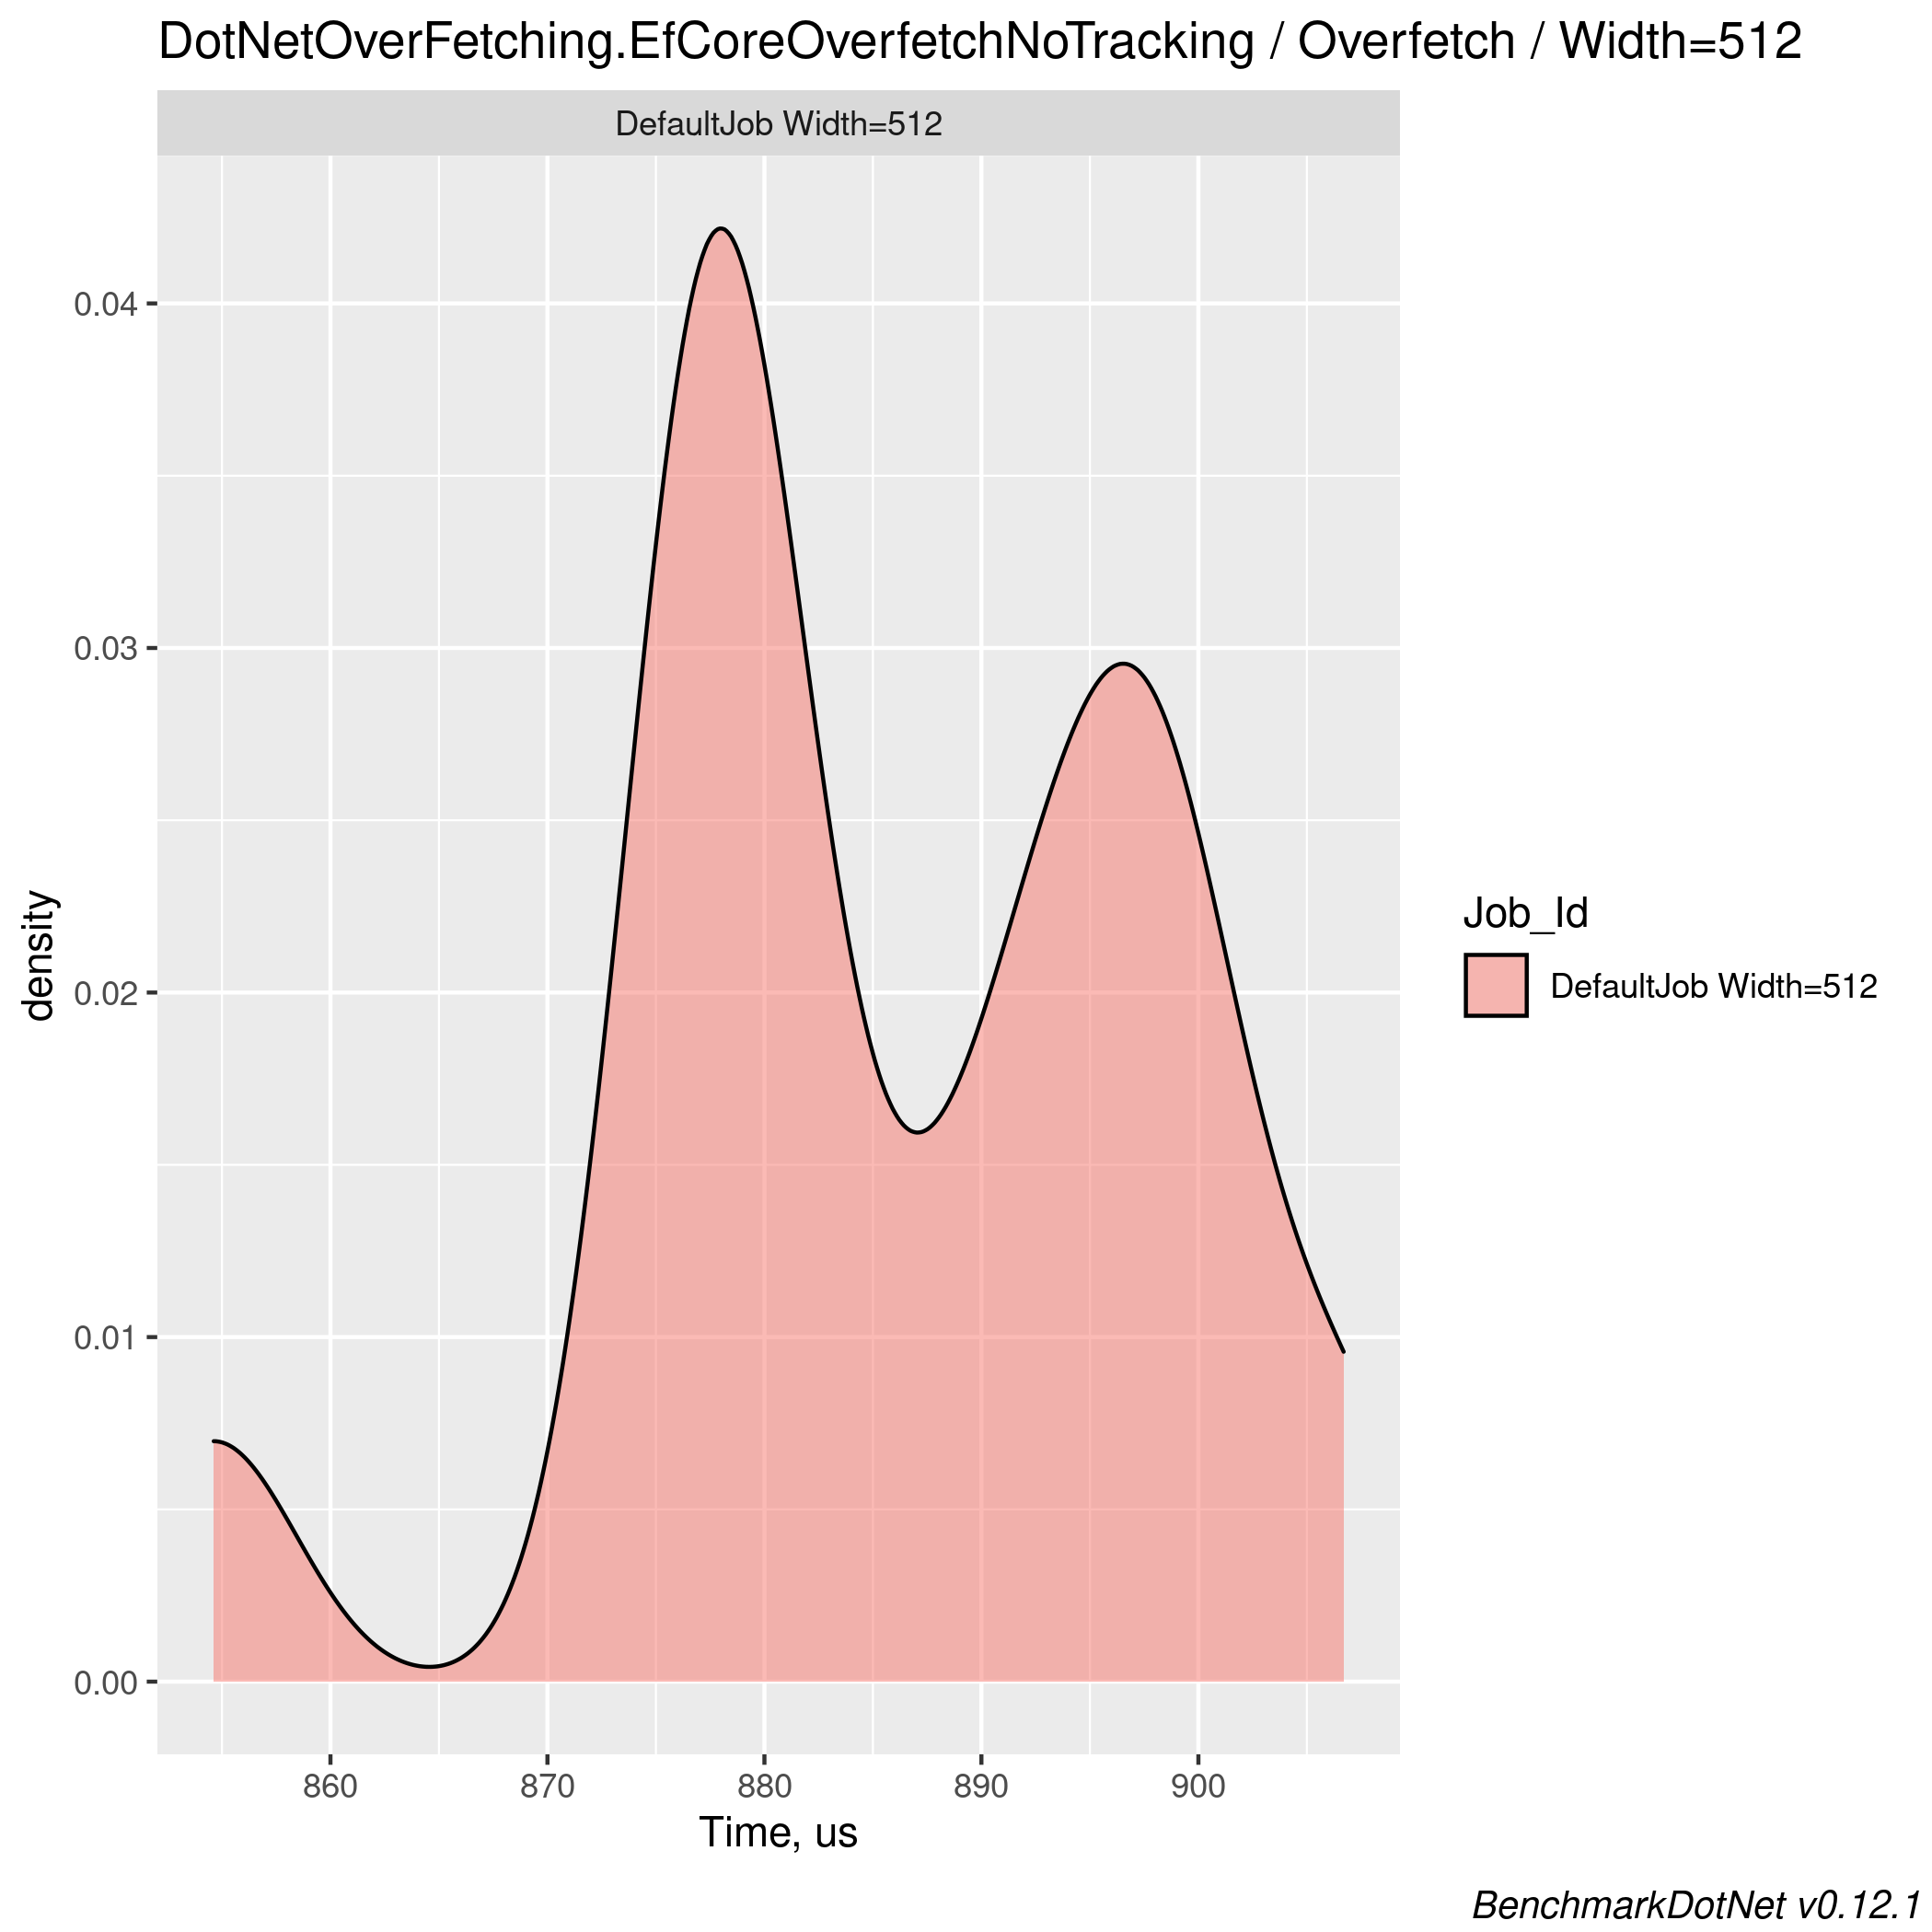 DotNetOverFetching.EfCoreOverfetchNoTracking / Overfetch / Width=512
DefaultJob Width=512
0.04
0.03
0.02
0.01
0.00
density
860 870 880 890 900
Time, us
Job_Id
DefaultJob Width=512
BenchmarkDotNet v0.12.1